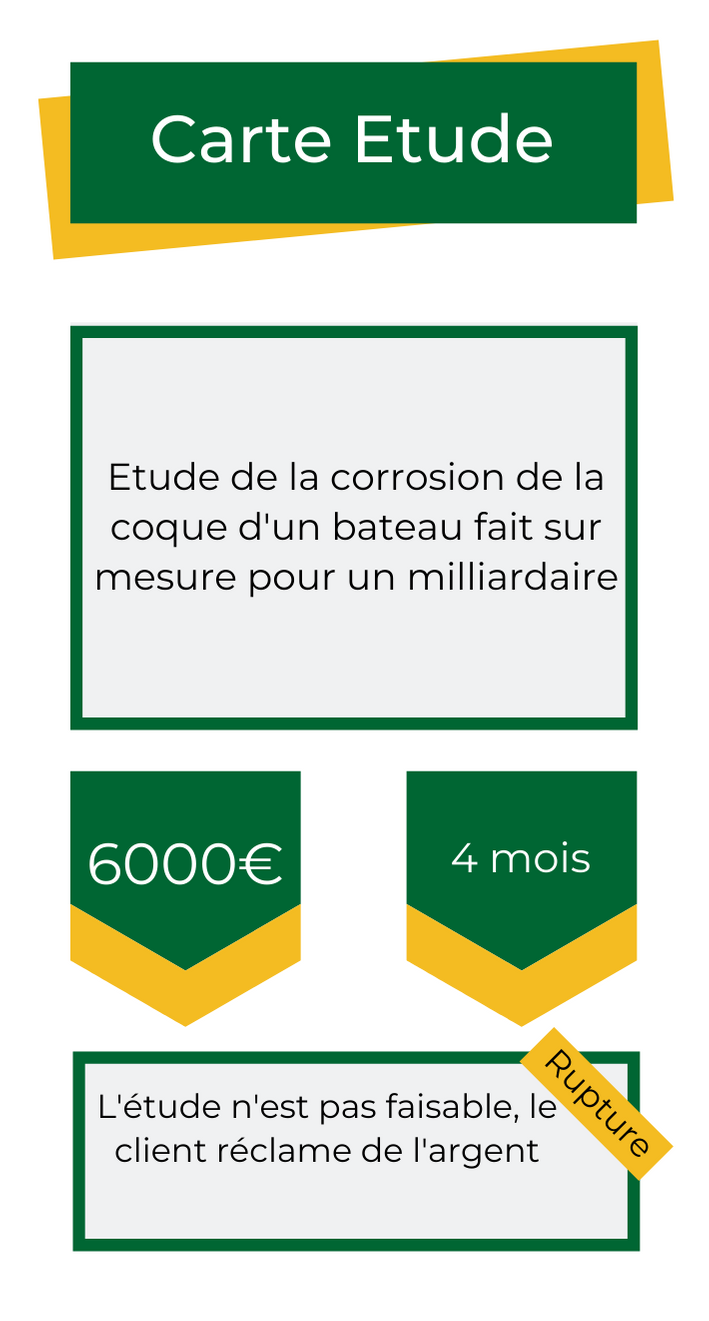 Carte Etude
Etude de la corrosion de la
coque d'un bateau fait sur
mesure pour un milliardaire
6000€
4 mois
Rupture
L'étude n'est pas faisable, le
client réclame de l'argent